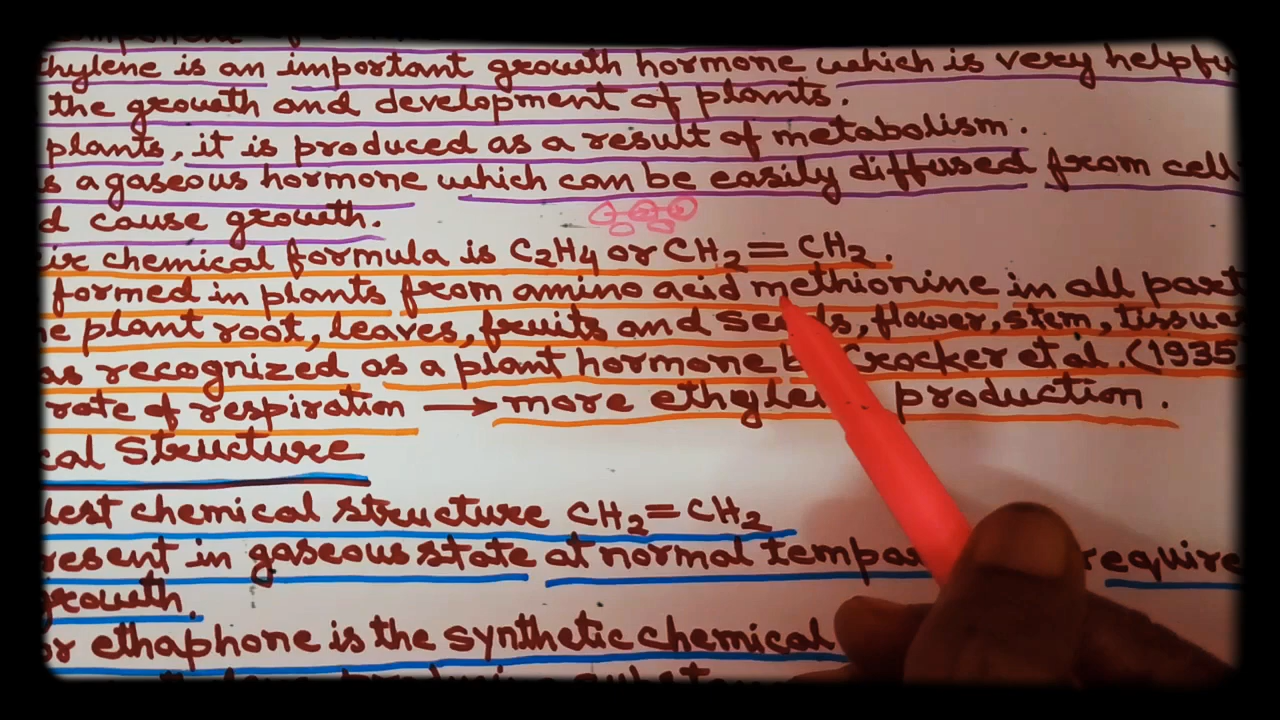 component of
thylene is an important growth hormone which is very helpfu
the growth and development of plants.
plants, it is produced as a result of metabolism.
s a gaseous hormone which can be easily diffused from cell
d cause growth.
eir chemical formula is C2H4 or CH2=CH2.
formed in plants from amino acid methionine in all part
e plant root, leaves, fruits and seeds, flower, stem, tissue
as recognized as a plant hormone by Crocker et al. (1935)
rate of respiration → more ethylene production.
cal Structure
lest chemical structure CH2=CH2
resent in gaseous state at normal require
growth.
or ethaphone is the synthetic chemical